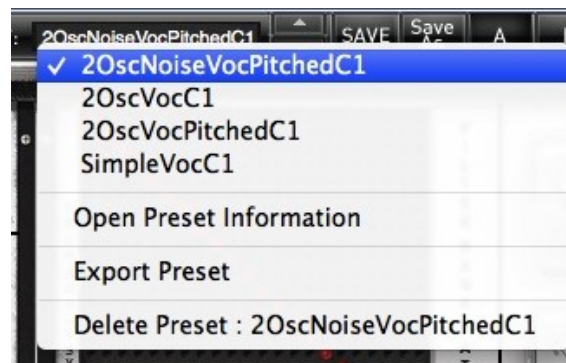 : 2OscNoiseVocPitchedC1 SAVE Save As A
✓ 2OscNoiseVocPitchedC1
2OscVocC1
2OscVocPitchedC1
SimpleVocC1
Open Preset Information
Export Preset
Delete Preset : 2OscNoiseVocPitchedC1